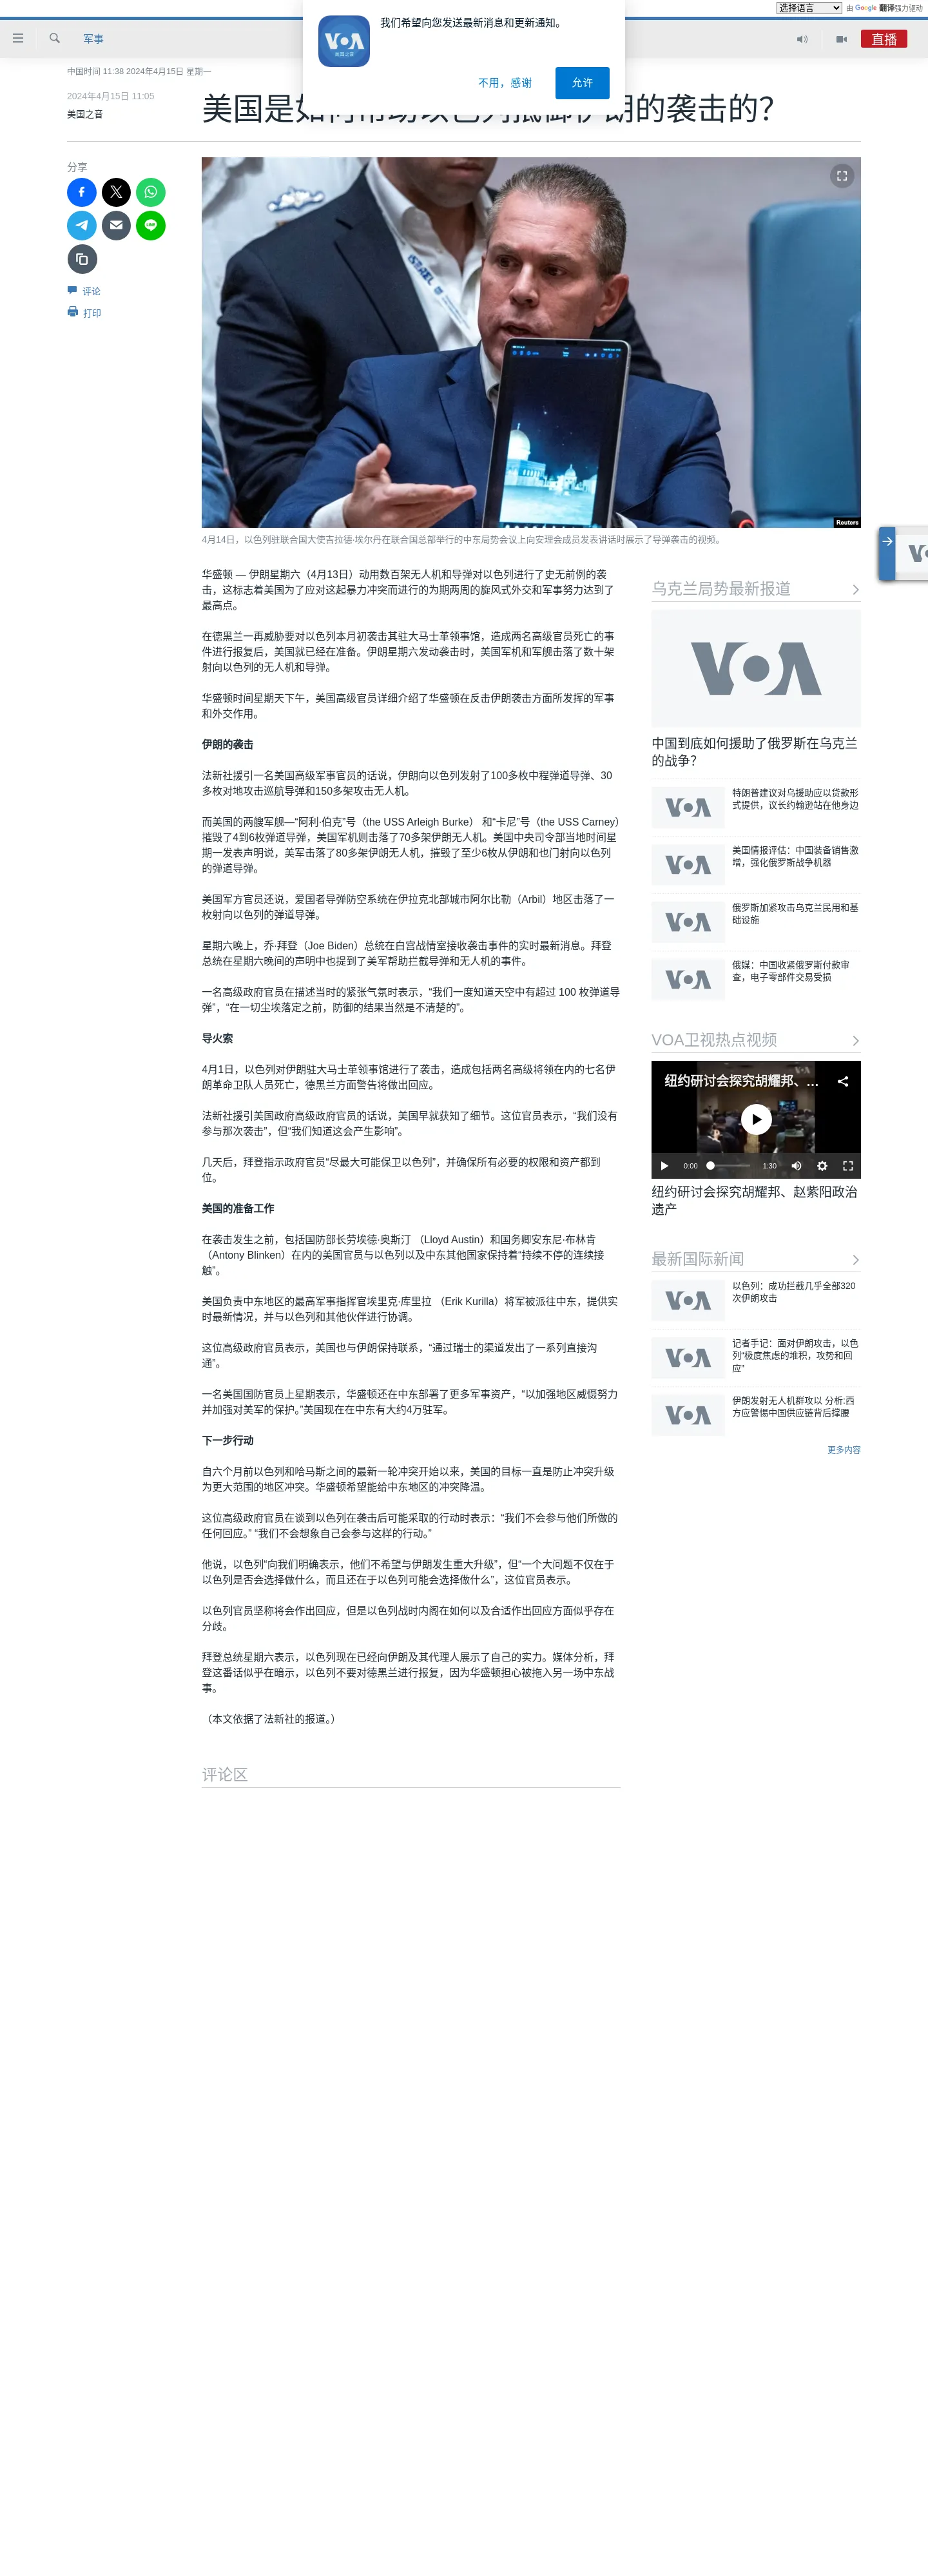 选择语言 由 Google 翻译强力驱动
我们希望向您发送最新消息和更新通知。
VOA
美国之音
不用，感谢
允许
军事
直播
中国时间 11:38 2024年4月15日 星期一
2024年4月15日 11:05
美国之音
美国是如何帮助以色列抵御伊朗的袭击的?
分享
评论
打印
ISRAEL
Reuters
4月14日，以色列驻联合国大使吉拉德·埃尔丹在联合国总部举行的中东局势会议上向安理会成员发表讲话时展示了导弹袭击的视频。
华盛顿 — 伊朗星期六（4月13日）动用数百架无人机和导弹对以色列进行了史无前例的袭
击，这标志着美国为了应对这起暴力冲突而进行的为期两周的旋风式外交和军事努力达到了
最高点。
在德黑兰一再威胁要对以色列本月初袭击其驻大马士革领事馆，造成两名高级官员死亡的事
件进行报复后，美国就已经在准备。伊朗星期六发动袭击时，美国军机和军舰击落了数十架
射向以色列的无人机和导弹。
华盛顿时间星期天下午，美国高级官员详细介绍了华盛顿在反击伊朗袭击方面所发挥的军事
和外交作用。
伊朗的袭击
法新社援引一名美国高级军事官员的话说，伊朗向以色列发射了100多枚中程弹道导弹、30
多枚对地攻击巡航导弹和150多架攻击无人机。
而美国的两艘军舰—“阿利·伯克”号（the USS Arleigh Burke） 和“卡尼”号（the USS Carney）
摧毁了4到6枚弹道导弹，美国军机则击落了70多架伊朗无人机。美国中央司令部当地时间星
期一发表声明说，美军击落了80多架伊朗无人机，摧毁了至少6枚从伊朗和也门射向以色列
的弹道导弹。
美国军方官员还说，爱国者导弹防空系统在伊拉克北部城市阿尔比勒（Arbil）地区击落了一
枚射向以色列的弹道导弹。
星期六晚上，乔·拜登（Joe Biden）总统在白宫战情室接收袭击事件的实时最新消息。拜登
总统在星期六晚间的声明中也提到了美军帮助拦截导弹和无人机的事件。
一名高级政府官员在描述当时的紧张气氛时表示，“我们一度知道天空中有超过 100 枚弹道导
弹”，“在一切尘埃落定之前，防御的结果当然是不清楚的”。
导火索
4月1日，以色列对伊朗驻大马士革领事馆进行了袭击，造成包括两名高级将领在内的七名伊
朗革命卫队人员死亡，德黑兰方面警告将做出回应。
法新社援引美国政府高级政府官员的话说，美国早就获知了细节。这位官员表示，“我们没有
参与那次袭击”，但“我们知道这会产生影响”。
几天后，拜登指示政府官员“尽最大可能保卫以色列”，并确保所有必要的权限和资产都到
位。
美国的准备工作
在袭击发生之前，包括国防部长劳埃德·奥斯汀 （Lloyd Austin）和国务卿安东尼·布林肯
（Antony Blinken）在内的美国官员与以色列以及中东其他国家保持着“持续不停的连续接
触”。
美国负责中东地区的最高军事指挥官埃里克·库里拉 （Erik Kurilla）将军被派往中东，提供实
时最新情况，并与以色列和其他伙伴进行协调。
这位高级政府官员表示，美国也与伊朗保持联系，“通过瑞士的渠道发出了一系列直接沟
通”。
一名美国国防官员上星期表示，华盛顿还在中东部署了更多军事资产，“以加强地区威慑努力
并加强对美军的保护。”美国现在在中东有大约4万驻军。
下一步行动
自六个月前以色列和哈马斯之间的最新一轮冲突开始以来，美国的目标一直是防止冲突升级
为更大范围的地区冲突。华盛顿希望能给中东地区的冲突降温。
这位高级政府官员在谈到以色列在袭击后可能采取的行动时表示：“我们不会参与他们所做的
任何回应。” “我们不会想象自己会参与这样的行动。”
他说，以色列“向我们明确表示，他们不希望与伊朗发生重大升级”，但“一个大问题不仅在于
以色列是否会选择做什么，而且还在于以色列可能会选择做什么”，这位官员表示。
以色列官员坚称将会作出回应，但是以色列战时内阁在如何以及合适作出回应方面似乎存在
分歧。
拜登总统星期六表示，以色列现在已经向伊朗及其代理人展示了自己的实力。媒体分析，拜
登这番话似乎在暗示，以色列不要对德黑兰进行报复，因为华盛顿担心被拖入另一场中东战
事。
（本文依据了法新社的报道。）
评论区
乌克兰局势最新报道
VOA
中国到底如何援助了俄罗斯在乌克兰
的战争？
VOA
特朗普建议对乌援助应以贷款形
式提供，议长约翰逊站在他身边
VOA
美国情报评估：中国装备销售激
增，强化俄罗斯战争机器
VOA
俄罗斯加紧攻击乌克兰民用和基
础设施
VOA
俄媒：中国收紧俄罗斯付款审
查，电子零部件交易受损
VOA卫视热点视频
纽约研讨会探究胡耀邦、...
0:00
1:30
纽约研讨会探究胡耀邦、赵紫阳政治
遗产
最新国际新闻
VOA
以色列：成功拦截几乎全部320
次伊朗攻击
VOA
记者手记：面对伊朗攻击，以色
列“极度焦虑的堆积，攻势和回
应”
VOA
伊朗发射无人机群攻以 分析:西
方应警惕中国供应链背后撑腰
更多内容